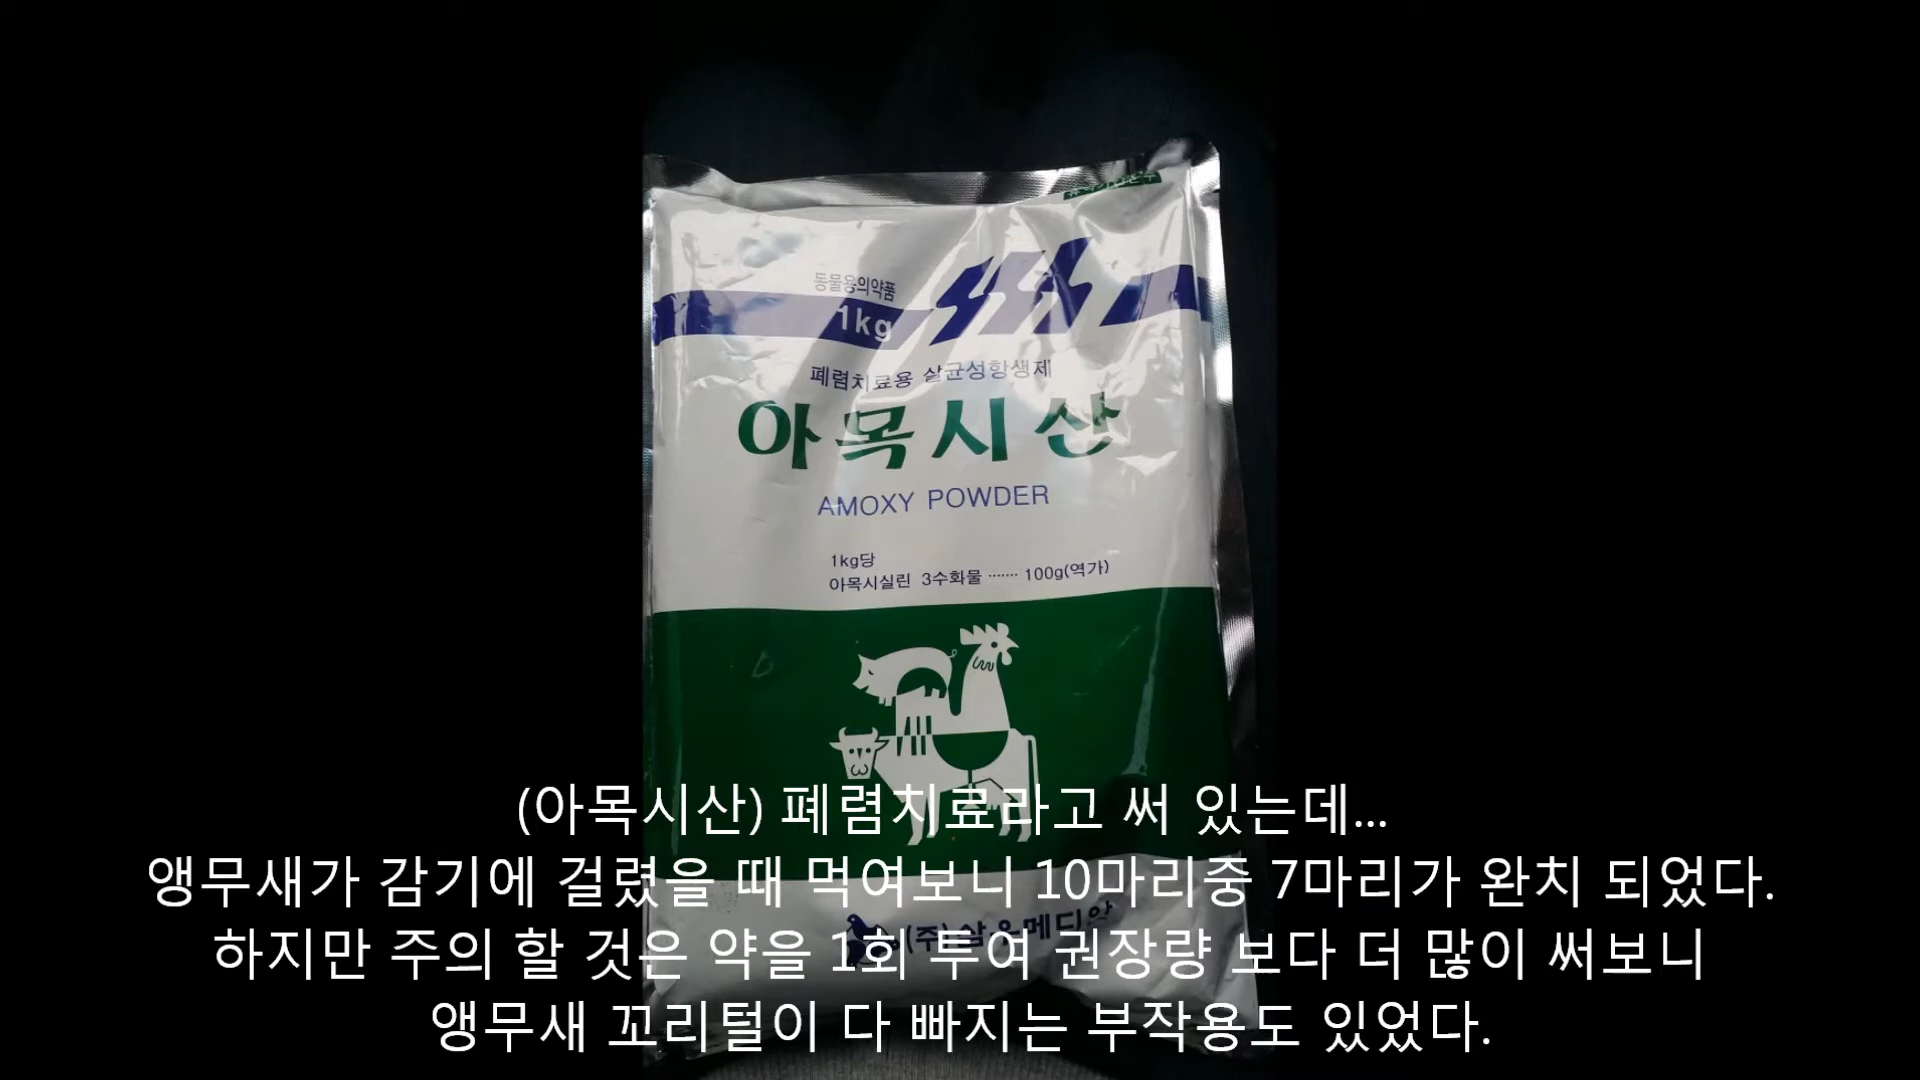 동물용의약품
1kg
폐렴치료용 살균성항생제
아목시산
AMOXY POWDER
1kg당
아목시실린 3수화물 ······· 100g(역가)
(아목시산) 폐렴치료라고 써 있는데...
앵무새가 감기에 걸렸을 때 먹여보니 10마리중 7마리가 완치 되었다.
(주)삼우메디안
하지만 주의 할 것은 약을 1회 투여 권장량 보다 더 많이 써보니
앵무새 꼬리털이 다 빠지는 부작용도 있었다.